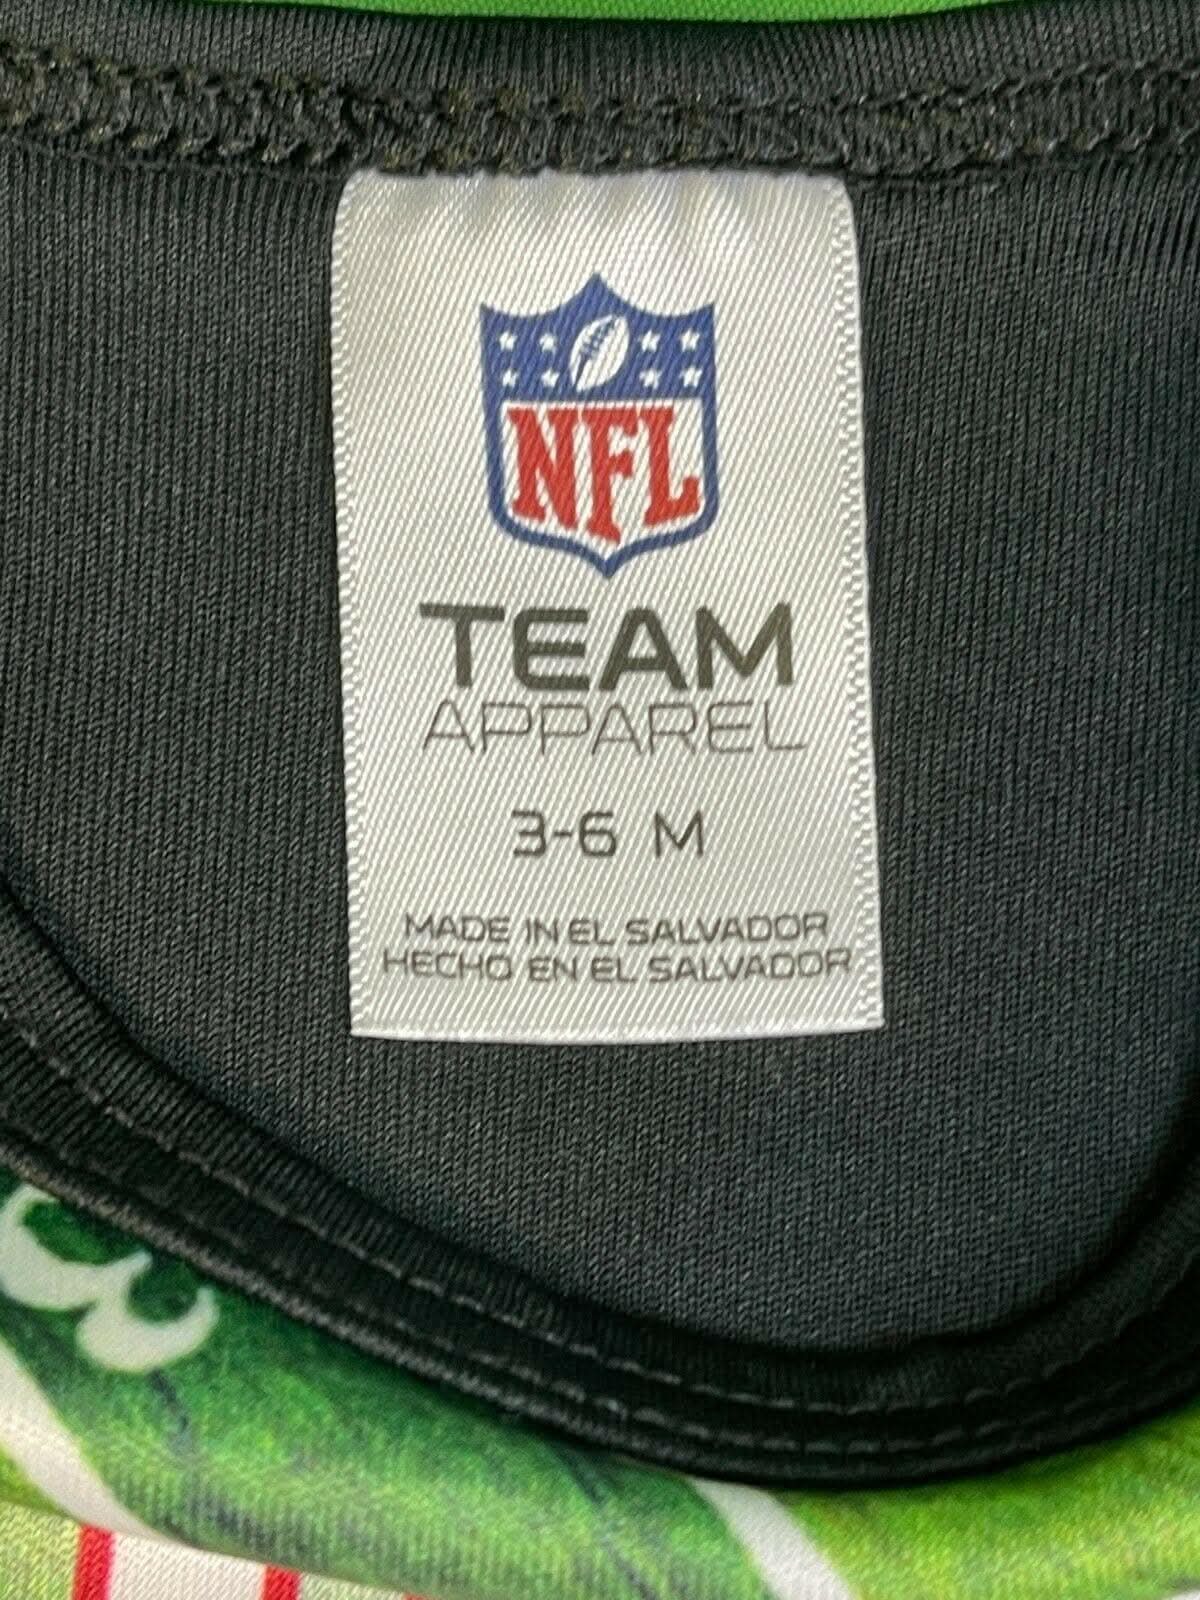 NFL
TEAM
APPAREL
3-6 M
MADE IN EL SALVADOR
HECHO EN EL SALVADOR